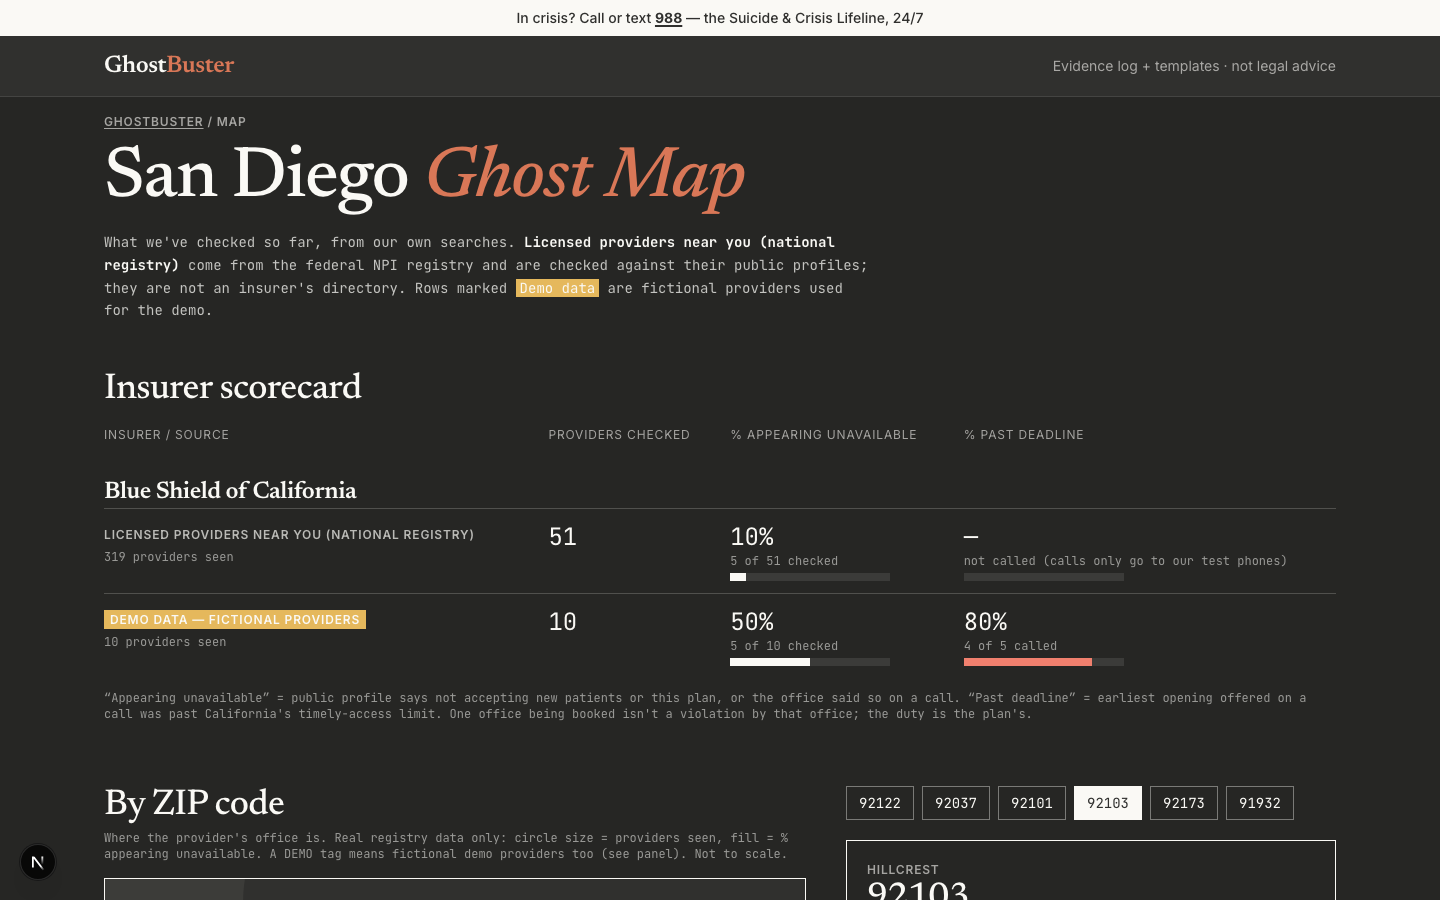 In crisis? Call or text 988 — the Suicide & Crisis Lifeline, 24/7
GhostBuster
Evidence log + templates · not legal advice
GHOSTBUSTER / MAP
San Diego Ghost Map
What we've checked so far, from our own searches. Licensed providers near you (national
registry) come from the federal NPI registry and are checked against their public profiles;
they are not an insurer's directory. Rows marked Demo data are fictional providers used
for the demo.
Insurer scorecard
INSURER / SOURCE PROVIDERS CHECKED % APPEARING UNAVAILABLE % PAST DEADLINE
Blue Shield of California
LICENSED PROVIDERS NEAR YOU (NATIONAL REGISTRY) 51 10% —
319 providers seen 5 of 51 checked not called (calls only go to our test phones)
DEMO DATA — FICTIONAL PROVIDERS 10 50% 80%
10 providers seen 5 of 10 checked 4 of 5 called
“Appearing unavailable” = public profile says not accepting new patients or this plan, or the office said so on a call. “Past deadline” = earliest opening offered on a
call was past California's timely-access limit. One office being booked isn't a violation by that office; the duty is the plan's.
By ZIP code
Where the provider's office is. Real registry data only: circle size = providers seen, fill = %
appearing unavailable. A DEMO tag means fictional demo providers too (see panel). Not to scale.
92122 92037 92101 92103 92173 91932
HILLCREST
92103
N